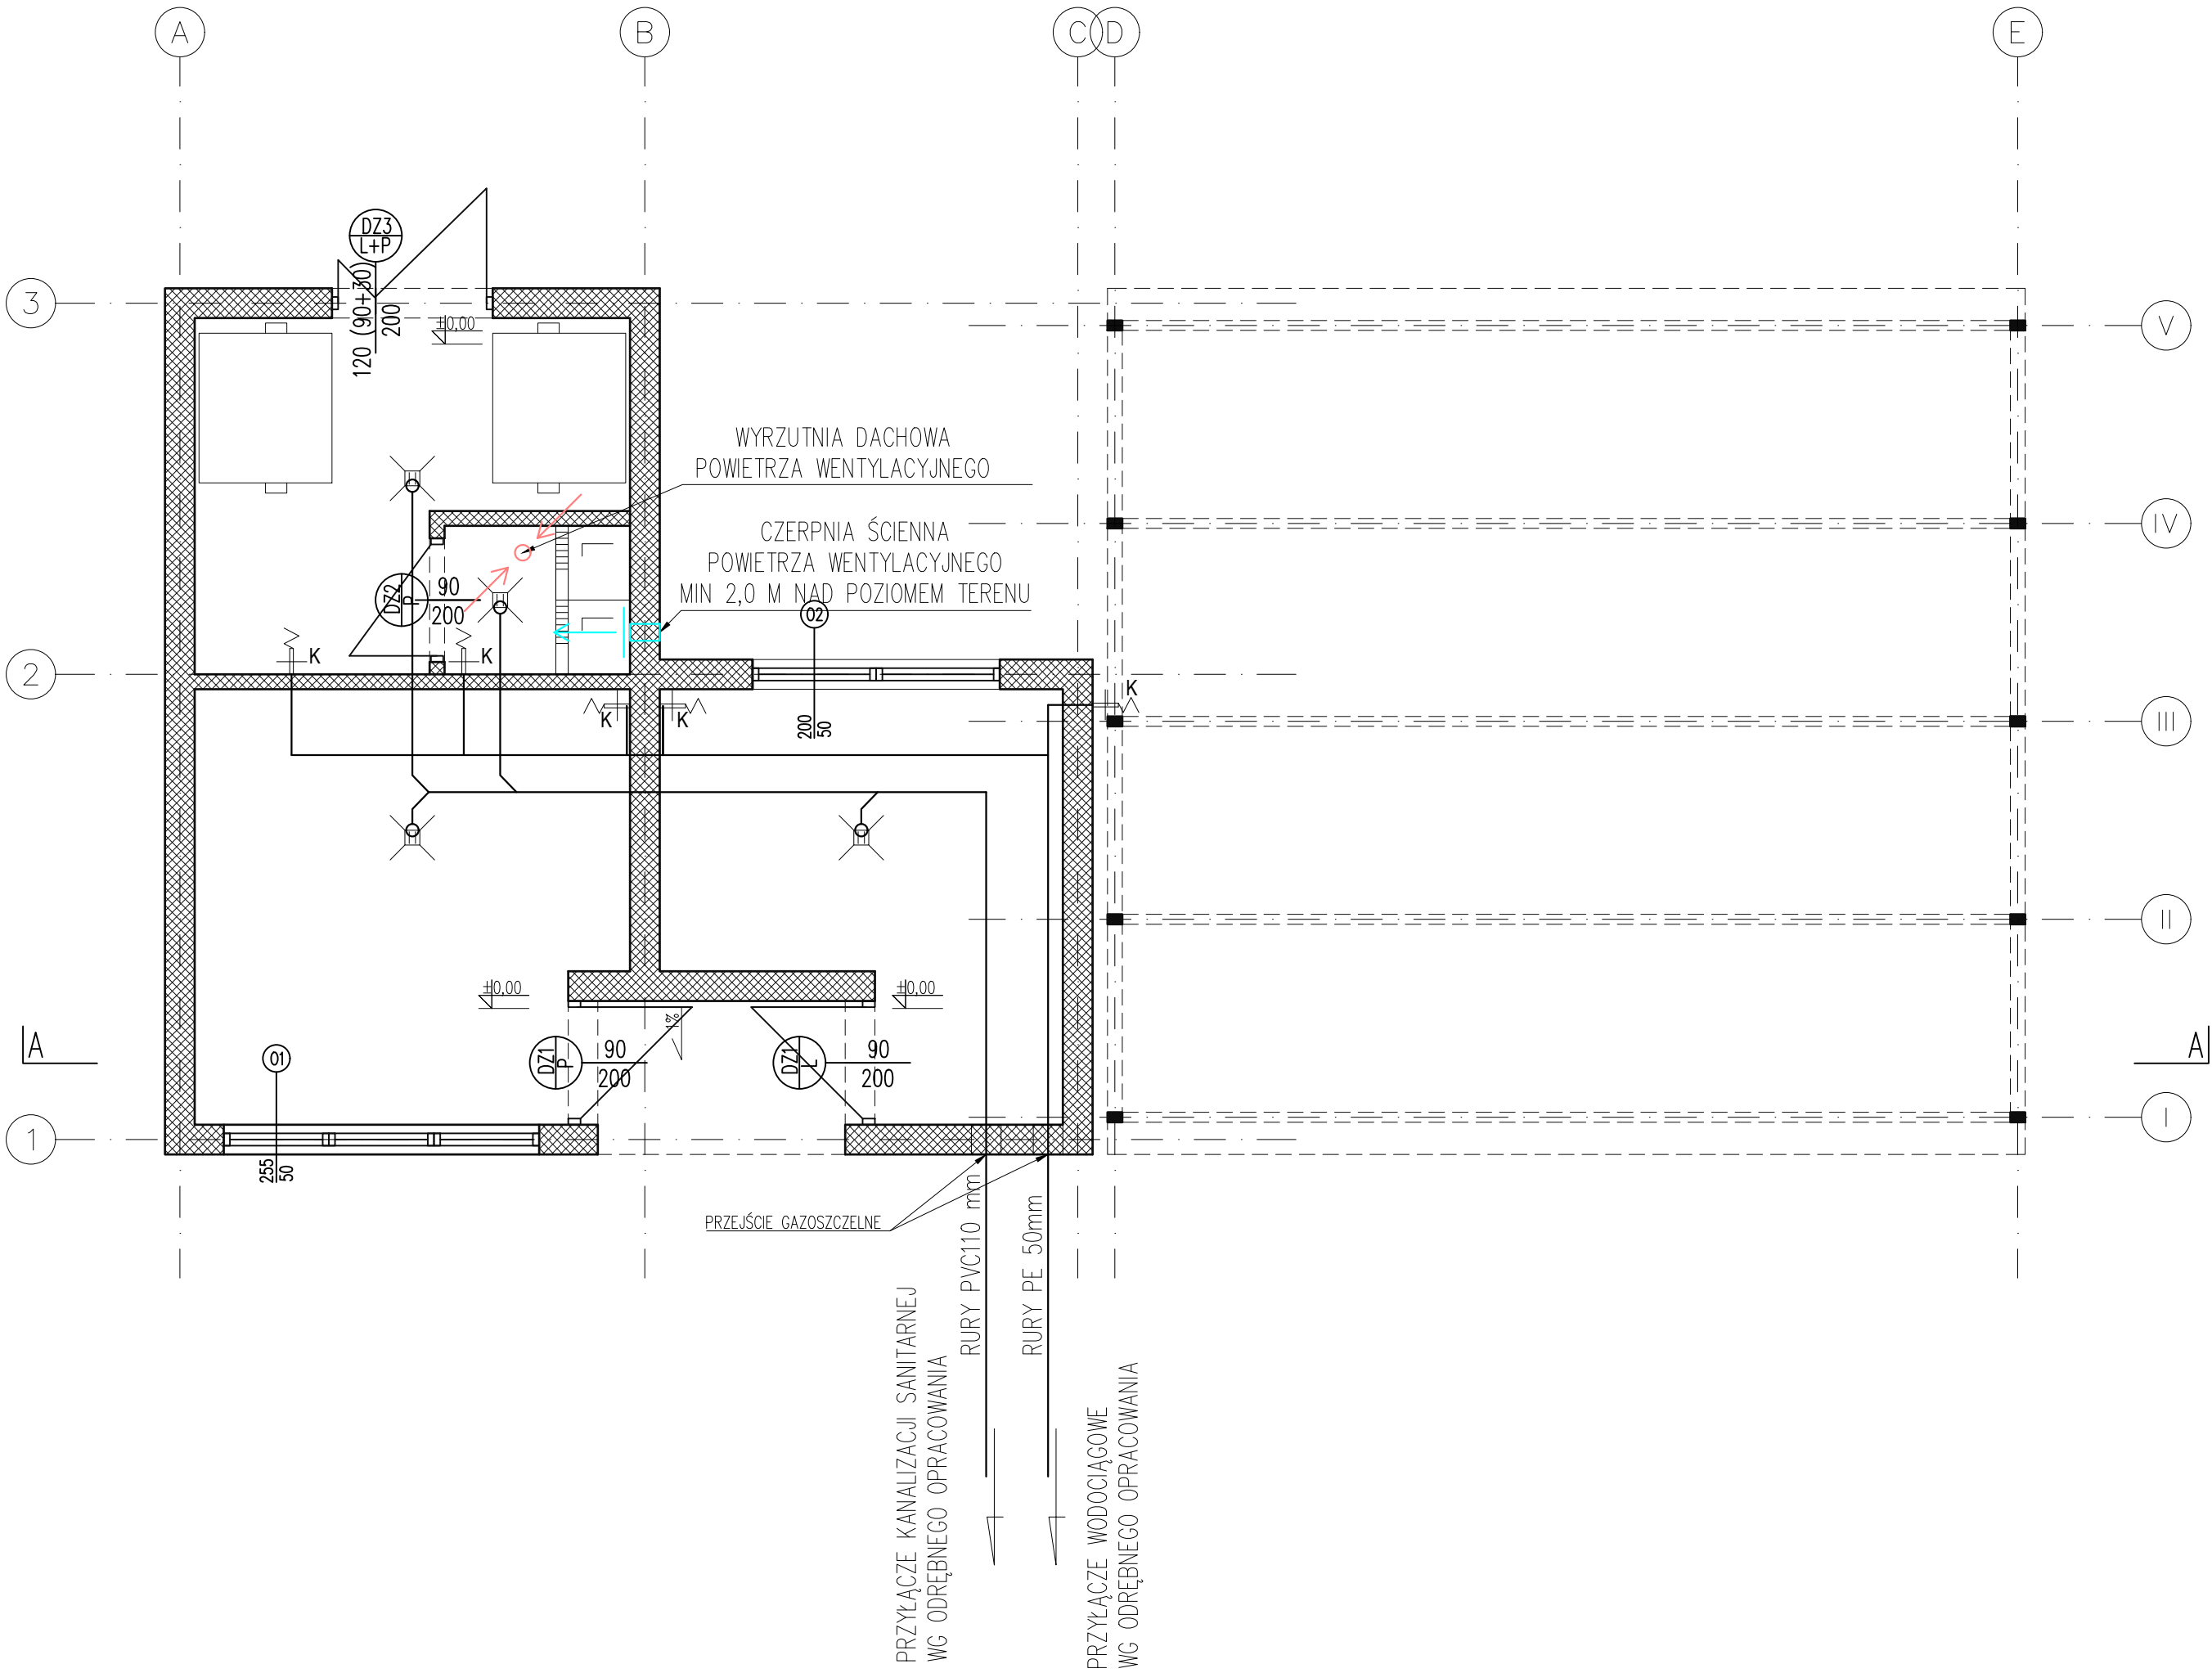 A
B
C
D
E
DZ3
L+P
120 (90+30)
200
±0,00
3
V
WYRZUTNIA DACHOWA
POWIETRZA WENTYLACYJNEGO
IV
CZERPNIA ŚCIENNA
POWIETRZA WENTYLACYJNEGO
MIN 2,0 M NAD POZIOMEM TERENU
DZ2
P
90
200
O2
200
50
K
K
2
K
K
K
III
II
±0,00
±0,00
1%
DZ1
P
90
200
DZ1
L
90
200
A
A
O1
255
50
1
I
PRZEJŚCIE GAZOSZCZELNE
RURY PVC110 mm
RURY PE 50mm
PRZYŁĄCZE KANALIZACJI SANITARNEJ
WG ODRĘBNEGO OPRACOWANIA
PRZYŁĄCZE WODOCIĄGOWE
WG ODRĘBNEGO OPRACOWANIA